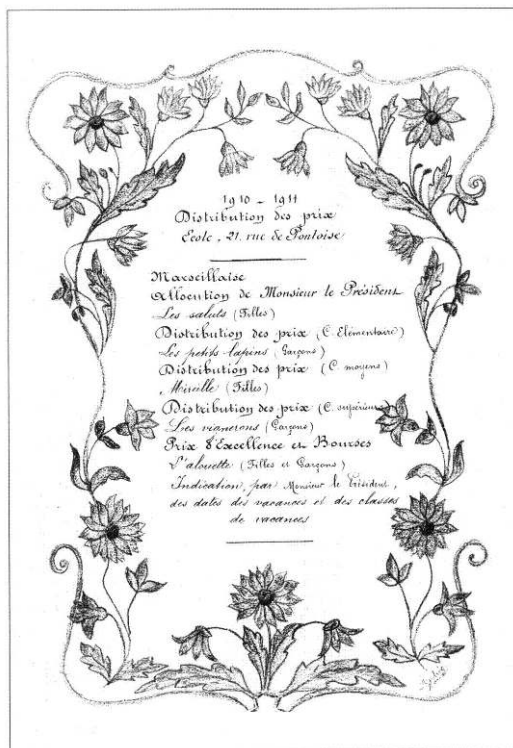 1910 - 1911
Distribution des prix
Ecole, 21, rue de Pontoise
Marseillaise
Allocution de Monsieur le Président
Les saluts (Filles)
Distribution des prix (C. Elémentaire)
Les petits lapins (Garçons)
Distribution des prix (C. moyens)
Mireille (Filles)
Distribution des prix (C. supérieur
Les vignerons (Garçons)
Prix d'Excellence et Bourses
L'alouette (Filles et Garçons)
Indication, par Monsieur le Président,
des dates des vacances et des classes
de vacances